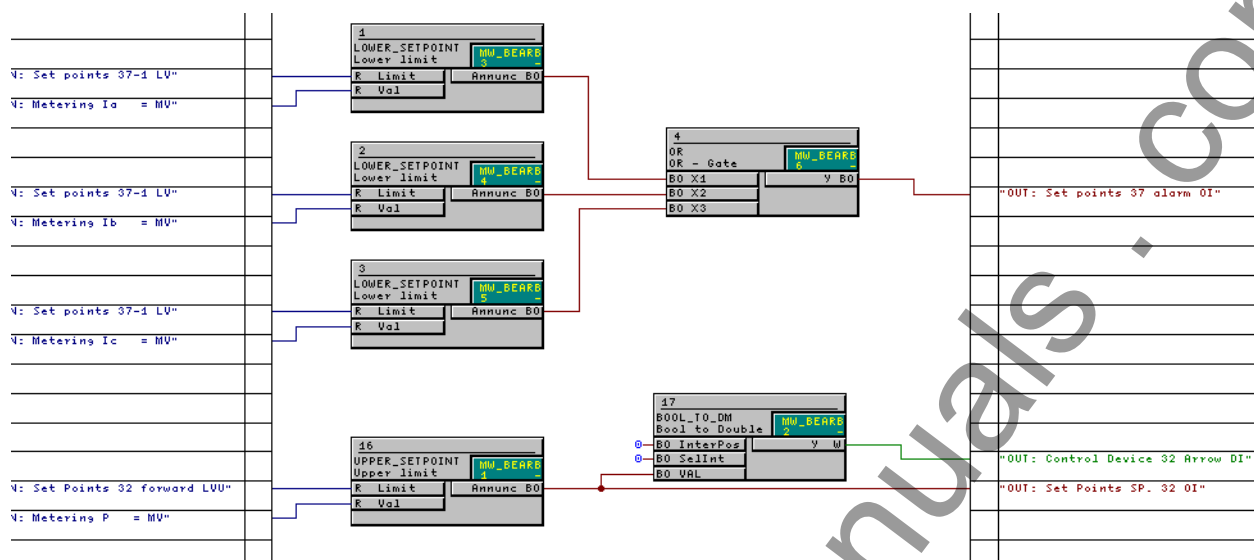 1
LOWER_SETPOINT
Lower limit
MW_BEARB
3 -
N: Set points 37-1 LV"
R Limit
Annunc BO
R Val
N: Metering Ia = MV"
2
LOWER_SETPOINT
Lower limit
MW_BEARB
4 -
N: Set points 37-1 LV"
R Limit
Annunc BO
R Val
N: Metering Ib = MV"
4
OR
OR - Gate
MW_BEARB
6 -
BO X1
Y BO
BO X2
BO X3
"OUT: Set points 37 alarm OI"
3
LOWER_SETPOINT
Lower limit
MW_BEARB
5 -
N: Set points 37-1 LV"
R Limit
Annunc BO
R Val
N: Metering Ic = MV"
17
BOOL_TO_DM
Bool to Double
MW_BEARB
2 -
0
BO InterPos
Y W
0
BO SelInt
BO VAL
"OUT: Control Device 32 Arrow DI"
16
UPPER_SETPOINT
Upper limit
MW_BEARB
1 -
N: Set Points 32 forward LVU"
R Limit
Annunc BO
R Val
"OUT: Set Points SP. 32 OI"
N: Metering P = MV"
nuals . co